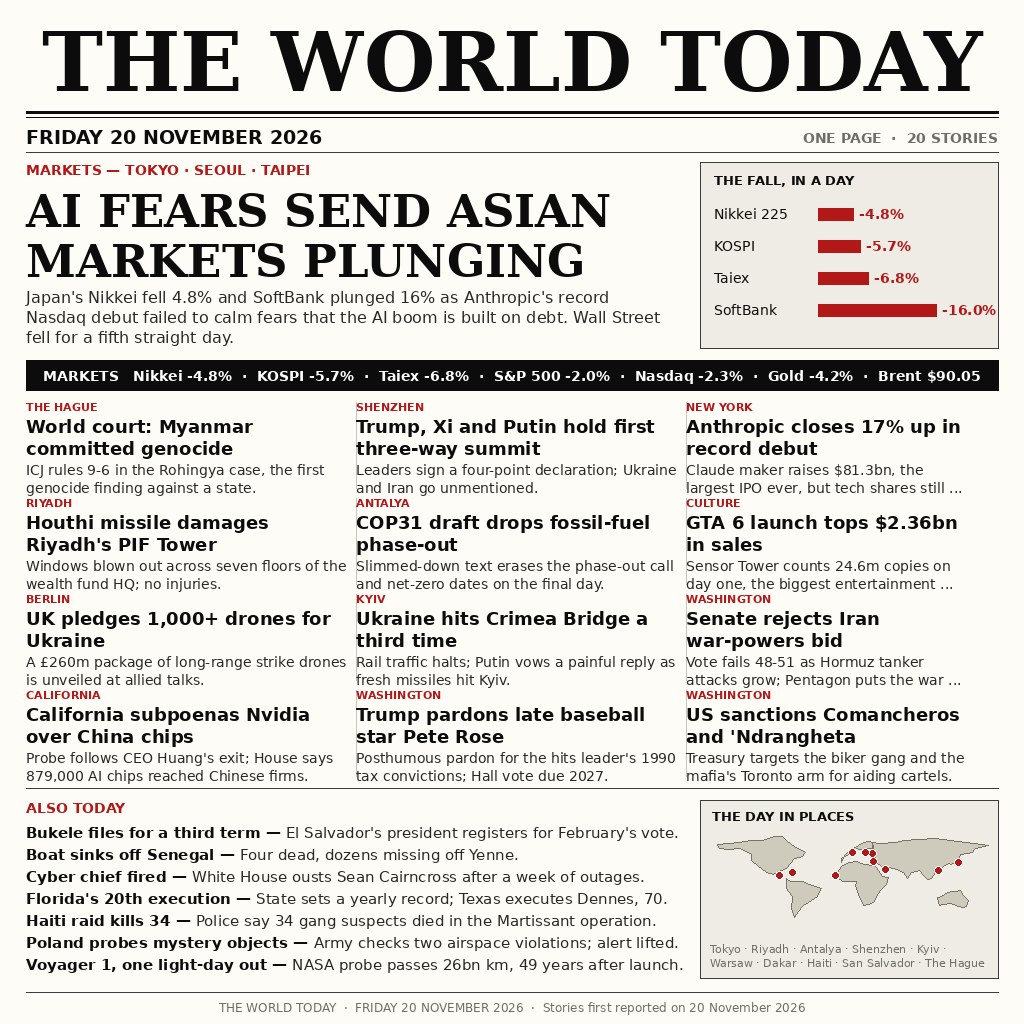 THE WORLD TODAY
FRIDAY 20 NOVEMBER 2026
ONE PAGE · 20 STORIES
MARKETS — TOKYO · SEOUL · TAIPEI
AI FEARS SEND ASIAN
MARKETS PLUNGING
Japan's Nikkei fell 4.8% and SoftBank plunged 16% as Anthropic's record
Nasdaq debut failed to calm fears that the AI boom is built on debt. Wall Street
fell for a fifth straight day.
THE FALL, IN A DAY
Nikkei 225 -4.8%
KOSPI -5.7%
Taiex -6.8%
SoftBank -16.0%
MARKETS Nikkei -4.8% · KOSPI -5.7% · Taiex -6.8% · S&P 500 -2.0% · Nasdaq -2.3% · Gold -4.2% · Brent $90.05
THE HAGUE
World court: Myanmar
committed genocide
ICJ rules 9-6 in the Rohingya case, the first
genocide finding against a state.
SHENZHEN
Trump, Xi and Putin hold first
three-way summit
Leaders sign a four-point declaration; Ukraine
and Iran go unmentioned.
NEW YORK
Anthropic closes 17% up in
record debut
Claude maker raises $81.3bn, the
largest IPO ever, but tech shares still ...
RIYADH
Houthi missile damages
Riyadh's PIF Tower
Windows blown out across seven floors of the
wealth fund HQ; no injuries.
ANTALYA
COP31 draft drops fossil-fuel
phase-out
Slimmed-down text erases the phase-out call
and net-zero dates on the final day.
CULTURE
GTA 6 launch tops $2.36bn
in sales
Sensor Tower counts 24.6m copies on
day one, the biggest entertainment ...
BERLIN
UK pledges 1,000+ drones for
Ukraine
A £260m package of long-range strike drones
is unveiled at allied talks.
KYIV
Ukraine hits Crimea Bridge a
third time
Rail traffic halts; Putin vows a painful reply as
fresh missiles hit Kyiv.
WASHINGTON
Senate rejects Iran
war-powers bid
Vote fails 48-51 as Hormuz tanker
attacks grow; Pentagon puts the war ...
CALIFORNIA
California subpoenas Nvidia
over China chips
Probe follows CEO Huang's exit; House says
879,000 AI chips reached Chinese firms.
WASHINGTON
Trump pardons late baseball
star Pete Rose
Posthumous pardon for the hits leader's 1990
tax convictions; Hall vote due 2027.
WASHINGTON
US sanctions Comancheros
and 'Ndrangheta
Treasury targets the biker gang and the
mafia's Toronto arm for aiding cartels.
ALSO TODAY
Bukele files for a third term — El Salvador's president registers for February's vote.
Boat sinks off Senegal — Four dead, dozens missing off Yenne.
Cyber chief fired — White House ousts Sean Cairncross after a week of outages.
Florida's 20th execution — State sets a yearly record; Texas executes Dennes, 70.
Haiti raid kills 34 — Police say 34 gang suspects died in the Martissant operation.
Poland probes mystery objects — Army checks two airspace violations; alert lifted.
Voyager 1, one light-day out — NASA probe passes 26bn km, 49 years after launch.
THE DAY IN PLACES
Tokyo · Riyadh · Antalya · Shenzhen · Kyiv ·
Warsaw · Dakar · Haiti · San Salvador · The Hague
THE WORLD TODAY · FRIDAY 20 NOVEMBER 2026 · Stories first reported on 20 November 2026